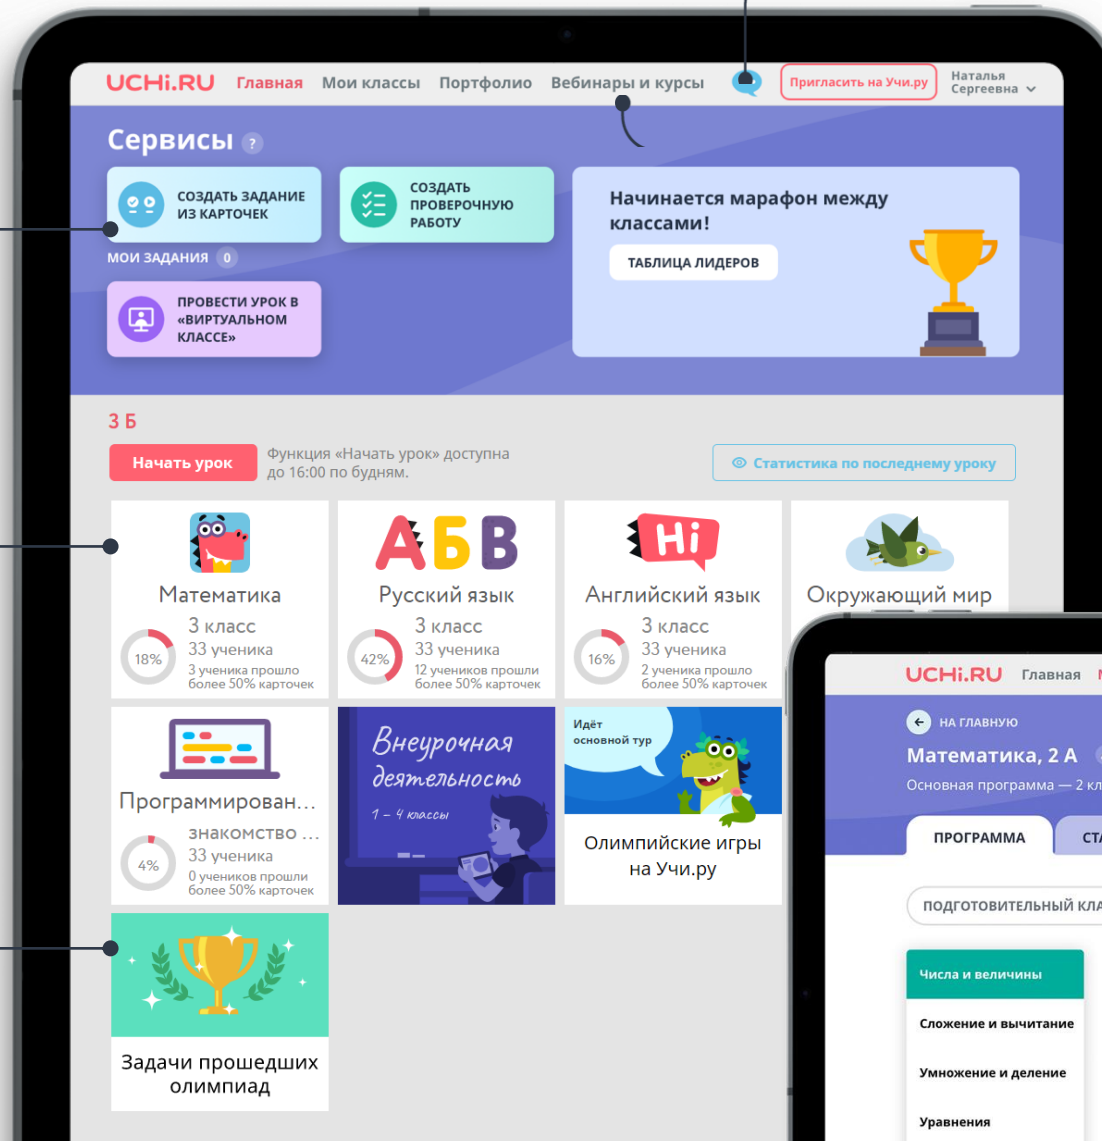 UCHi.RU Главная Мои классы Портфолио Вебинары и курсы Пригласить на Учи.ру Наталья Сергеевна
Сервисы ?
СОЗДАТЬ ЗАДАНИЕ
ИЗ КАРТОЧЕК
СОЗДАТЬ
ПРОВЕРОЧНУЮ
РАБОТУ
МОИ ЗАДАНИЯ 0
ПРОВЕСТИ УРОК В
«ВИРТУАЛЬНОМ
КЛАССЕ»
Начинается марафон между
классами!
ТАБЛИЦА ЛИДЕРОВ
3 Б
Начать урок
Функция «Начать урок» доступна
до 16:00 по будням.
Статистика по последнему уроку
Математика
3 класс
18%
33 ученика
3 ученика прошло
более 50% карточек
АБВ
Русский язык
3 класс
42%
33 ученика
12 учеников прошли
более 50% карточек
Hi
Английский язык
3 класс
16%
33 ученика
2 ученика прошло
более 50% карточек
Окружающий мир
Программирован...
знакомство ...
4%
33 ученика
0 учеников прошли
более 50% карточек
Внеурочная
деятельность
1 – 4 классы
Идёт
основной тур
Олимпийские игры
на Учи.ру
Задачи прошедших
олимпиад
UCHi.RU Главная
НА ГЛАВНУЮ
Математика, 2 А
Основная программа — 2 кл
ПРОГРАММА СТА
ПОДГОТОВИТЕЛЬНЫЙ КЛА
Числа и величины
Сложение и вычитание
Умножение и деление
Уравнения